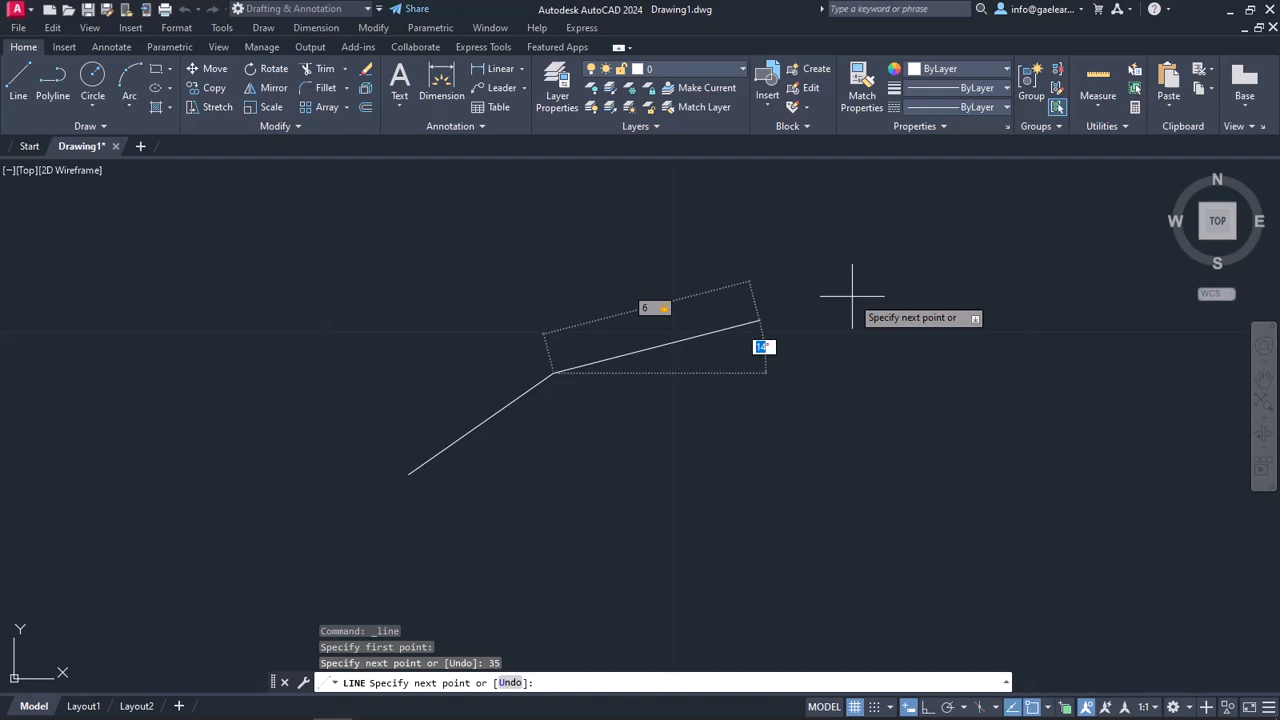 A
Drafting & Annotation
Share
Autodesk AutoCAD 2024 Drawing1.dwg
Type a keyword or phrase
info@gaelear...
File Edit View Insert Format Tools Draw Dimension Modify Parametric Window Help Express
Home Insert Annotate Parametric View Manage Output Add-ins Collaborate Express Tools Featured Apps
Line Polyline Circle Arc
Move Rotate Trim
Copy Mirror Fillet
Stretch Scale Array
Text Dimension
Linear
Leader
Table
Layer Properties
0
Make Current
Match Layer
Insert
Create
Edit
Match Properties
ByLayer
ByLayer
ByLayer
Group
Measure
Paste
Base
Draw Modify Annotation Layers Block Properties Groups Utilities Clipboard View
Start Drawing1*
[−][Top][2D Wireframe]
N
W TOP E
S
WCS
6
Specify next point or
14°
Command: _line
Specify first point:
Specify next point or [Undo]: 35
LINE Specify next point or [Undo]:
Y
X
Model Layout1 Layout2
MODEL
1:1